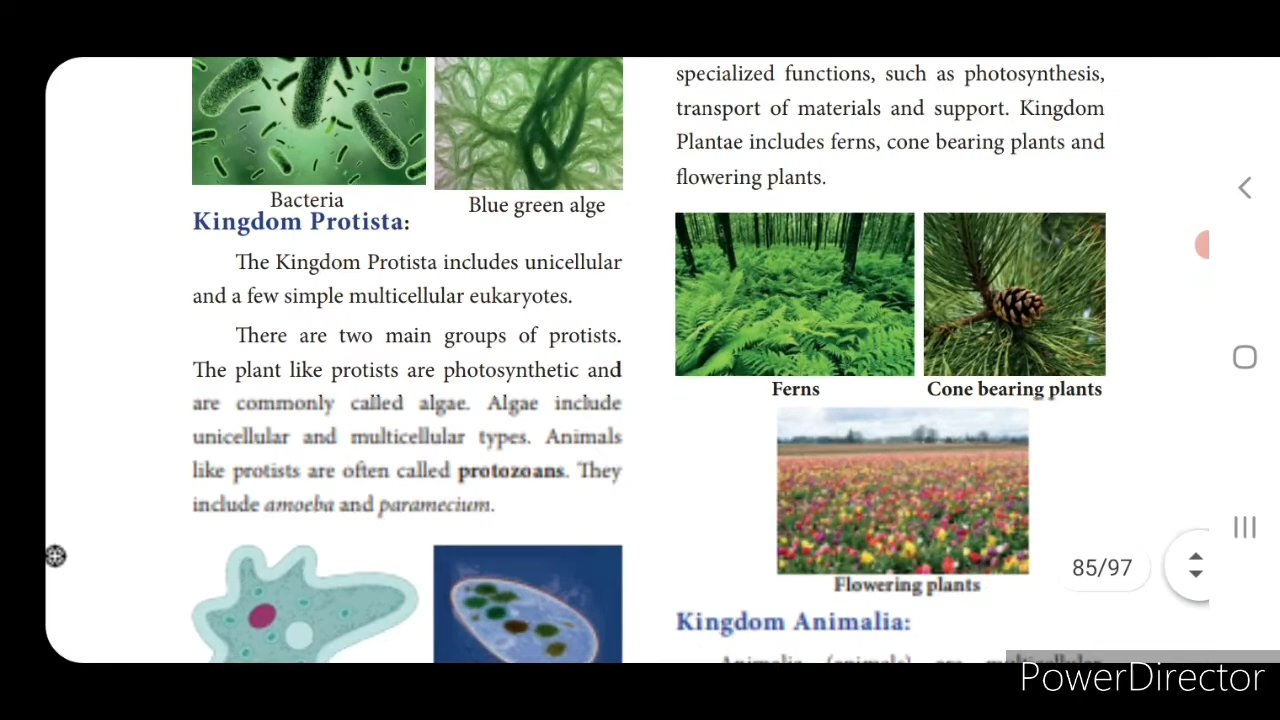 Bacteria
Blue green alge
Kingdom Protista:
The Kingdom Protista includes unicellular
and a few simple multicellular eukaryotes.
There are two main groups of protists.
The plant like protists are photosynthetic and
are commonly called algae. Algae include
unicellular and multicellular types. Animals
like protists are often called protozoans. They
include amoeba and paramecium.
specialized functions, such as photosynthesis,
transport of materials and support. Kingdom
Plantae includes ferns, cone bearing plants and
flowering plants.
Ferns
Cone bearing plants
Flowering plants
Kingdom Animalia:
Animalia (animals) are multicellular
85/97
PowerDirector